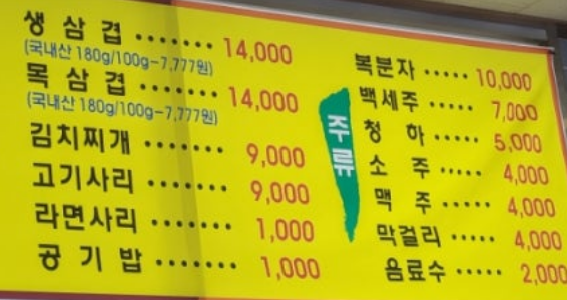 생삼겹 ······· 14,000
(국내산 180g/100g-7,777원)
목삼겹 ······· 14,000
(국내산 180g/100g-7,777원)
김치찌개 ······· 9,000
고기사리 ······· 9,000
라면사리 ······· 1,000
공기밥 ······· 1,000
주류
복분자 ····· 10,000
백세주 ····· 7,000
청하 ····· 5,000
소주 ····· 4,000
맥주 ····· 4,000
막걸리 ····· 4,000
음료수 ····· 2,000